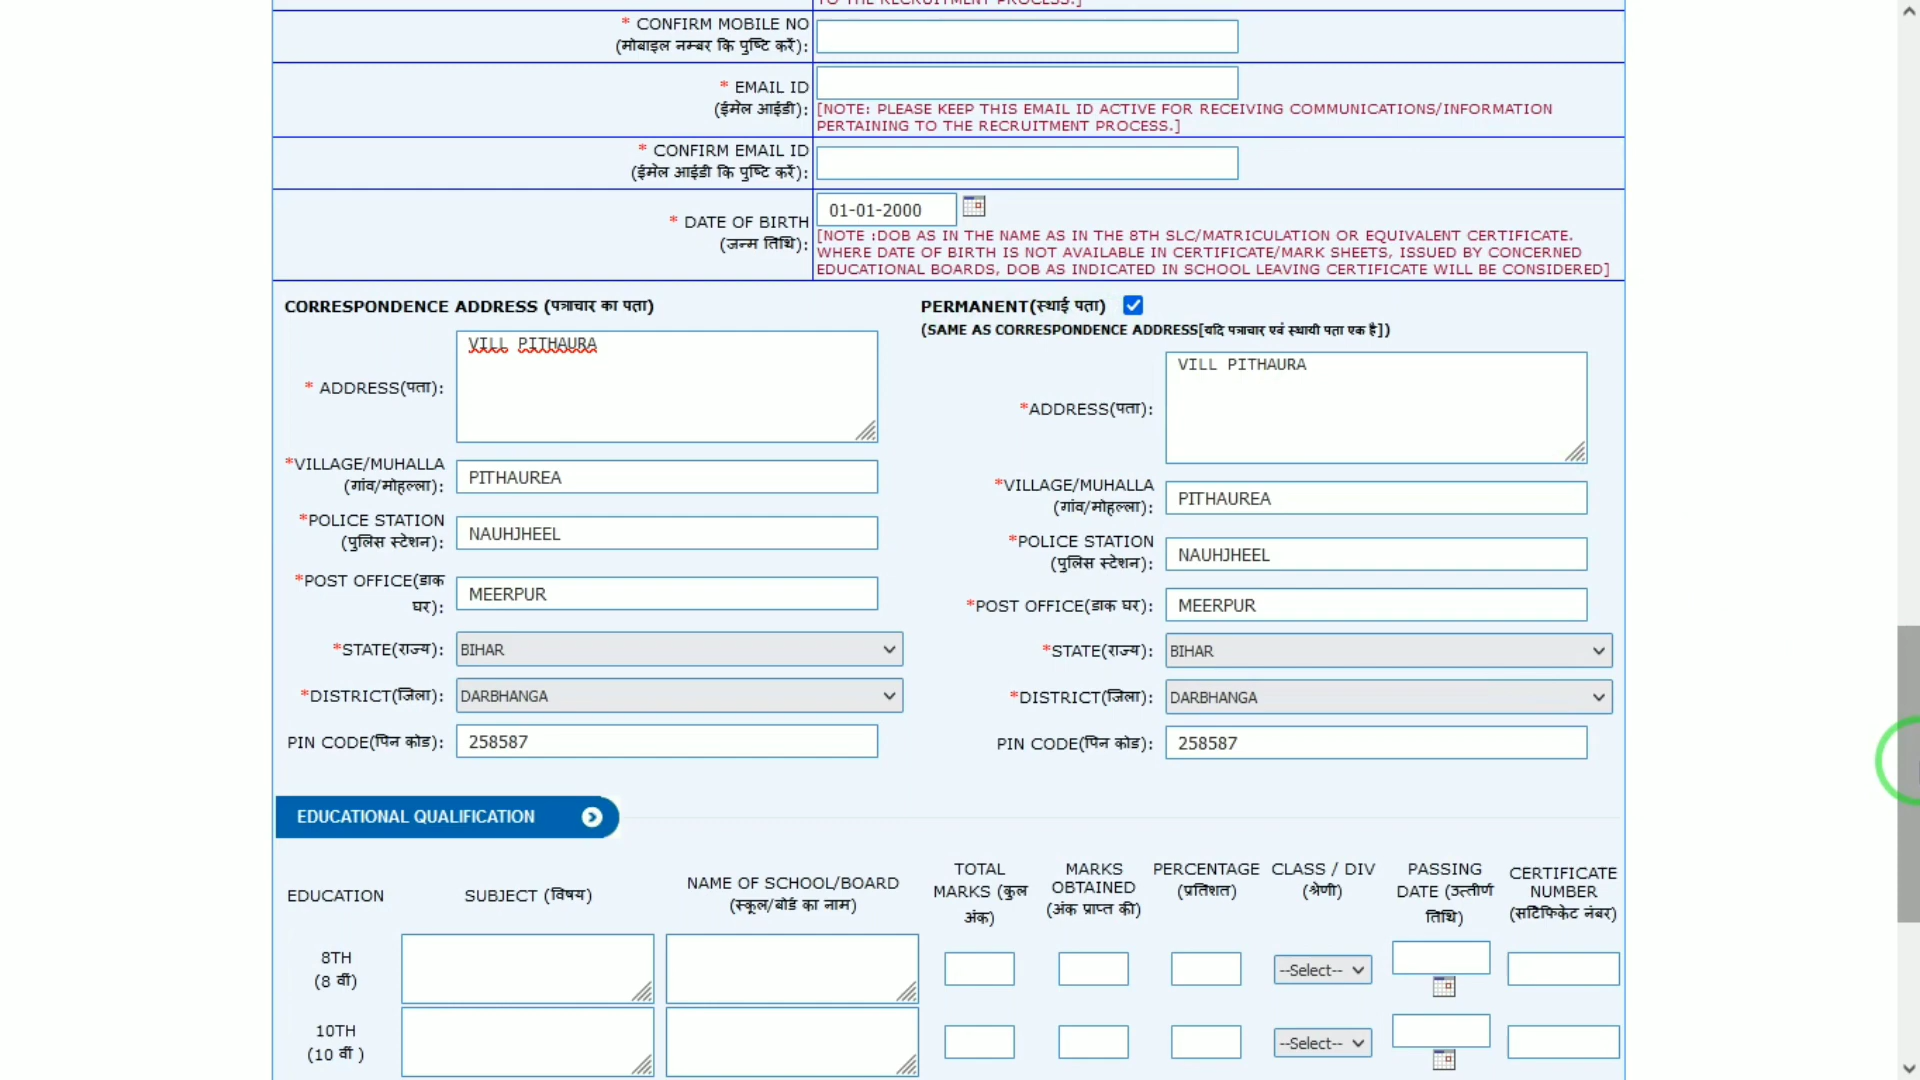 TO THE RECRUITMENT PROCESS.]
* CONFIRM MOBILE NO
(मोबाइल नम्बर कि पुष्टि करें):
* EMAIL ID
(ईमेल आईडी):
[NOTE: PLEASE KEEP THIS EMAIL ID ACTIVE FOR RECEIVING COMMUNICATIONS/INFORMATION
PERTAINING TO THE RECRUITMENT PROCESS.]
* CONFIRM EMAIL ID
(ईमेल आईडी कि पुष्टि करें):
* DATE OF BIRTH
(जन्म तिथि):
01-01-2000
[NOTE :DOB AS IN THE NAME AS IN THE 8TH SLC/MATRICULATION OR EQUIVALENT CERTIFICATE.
WHERE DATE OF BIRTH IS NOT AVAILABLE IN CERTIFICATE/MARK SHEETS, ISSUED BY CONCERNED
EDUCATIONAL BOARDS, DOB AS INDICATED IN SCHOOL LEAVING CERTIFICATE WILL BE CONSIDERED]
CORRESPONDENCE ADDRESS (पत्राचार का पता)
* ADDRESS(पता):
VILL PITHAURA
*VILLAGE/MUHALLA
(गांव/मोहल्ला):
PITHAUREA
*POLICE STATION
(पुलिस स्टेशन):
NAUHJHEEL
*POST OFFICE(डाक
घर):
MEERPUR
*STATE(राज्य):
BIHAR
*DISTRICT(जिला):
DARBHANGA
PIN CODE(पिन कोड):
258587
PERMANENT(स्थाई पता)
(SAME AS CORRESPONDENCE ADDRESS[यदि पत्राचार एवं स्थायी पता एक है])
*ADDRESS(पता):
VILL PITHAURA
*VILLAGE/MUHALLA
(गांव/मोहल्ला):
PITHAUREA
*POLICE STATION
(पुलिस स्टेशन):
NAUHJHEEL
*POST OFFICE(डाक घर):
MEERPUR
*STATE(राज्य):
BIHAR
*DISTRICT(जिला):
DARBHANGA
PIN CODE(पिन कोड):
258587
EDUCATIONAL QUALIFICATION
EDUCATION
SUBJECT (विषय)
NAME OF SCHOOL/BOARD
(स्कूल/बोर्ड का नाम)
TOTAL
MARKS (कुल
अंक)
MARKS
OBTAINED
(अंक प्राप्त की)
PERCENTAGE
(प्रतिशत)
CLASS / DIV
(श्रेणी)
PASSING
DATE (उत्तीर्ण
तिथि)
CERTIFICATE
NUMBER
(सर्टिफिकेट नंबर)
8TH
(8 वीं)
--Select--
10TH
(10 वीं )
--Select--